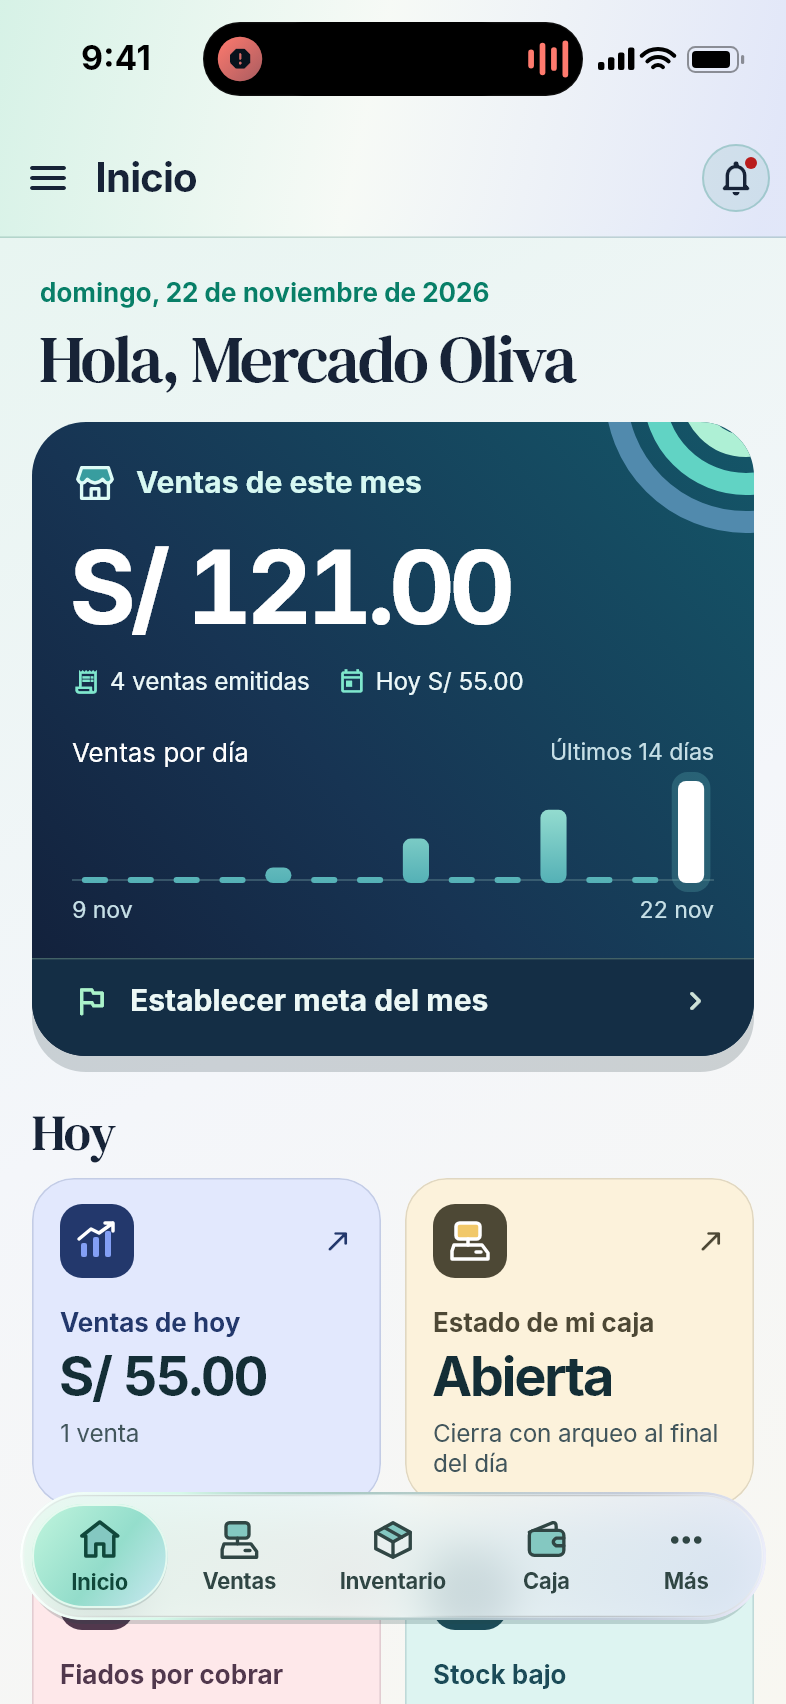 9:41
Inicio
domingo, 22 de noviembre de 2026
Hola, Mercado Oliva
Ventas de este mes
S/ 121.00
4 ventas emitidas
Hoy S/ 55.00
Ventas por día
Últimos 14 días
9 nov
22 nov
Establecer meta del mes
Hoy
Ventas de hoy
S/ 55.00
1 venta
Estado de mi caja
Abierta
Cierra con arqueo al final
del día
Inicio
Ventas
Inventario
Caja
Más
Fiados por cobrar
Stock bajo